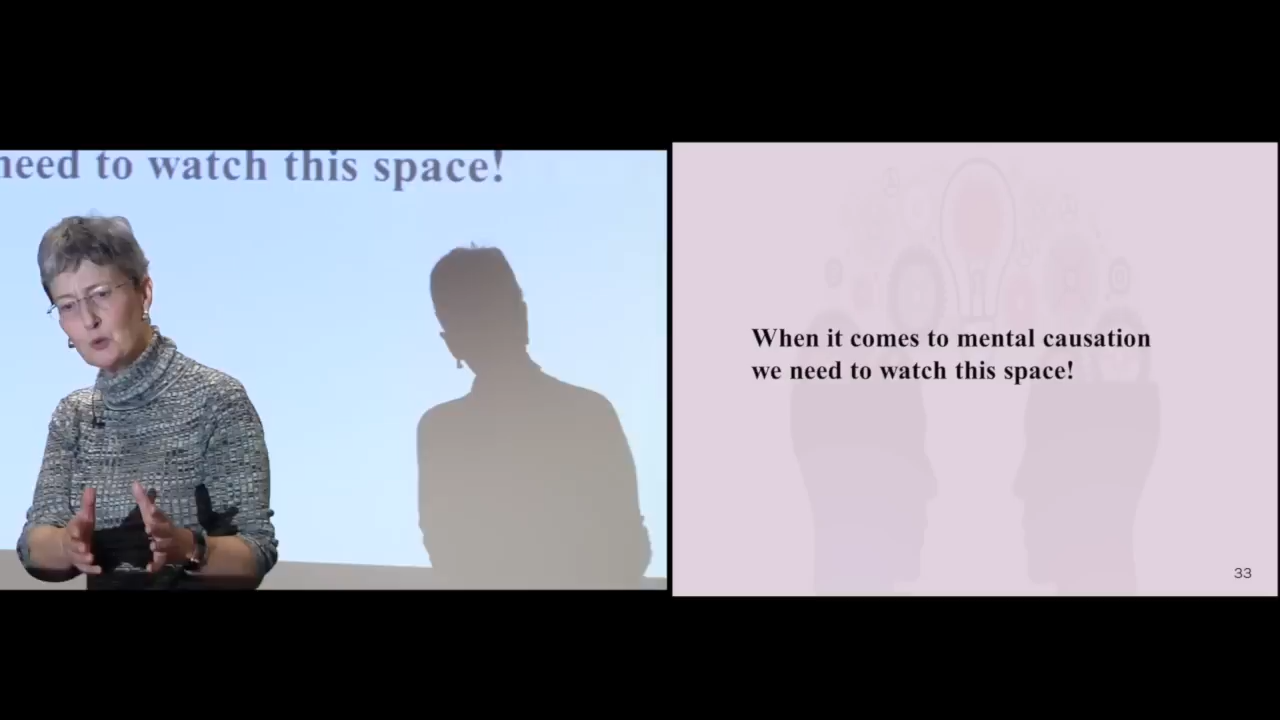 need to watch this space!
When it comes to mental causation
we need to watch this space!
33